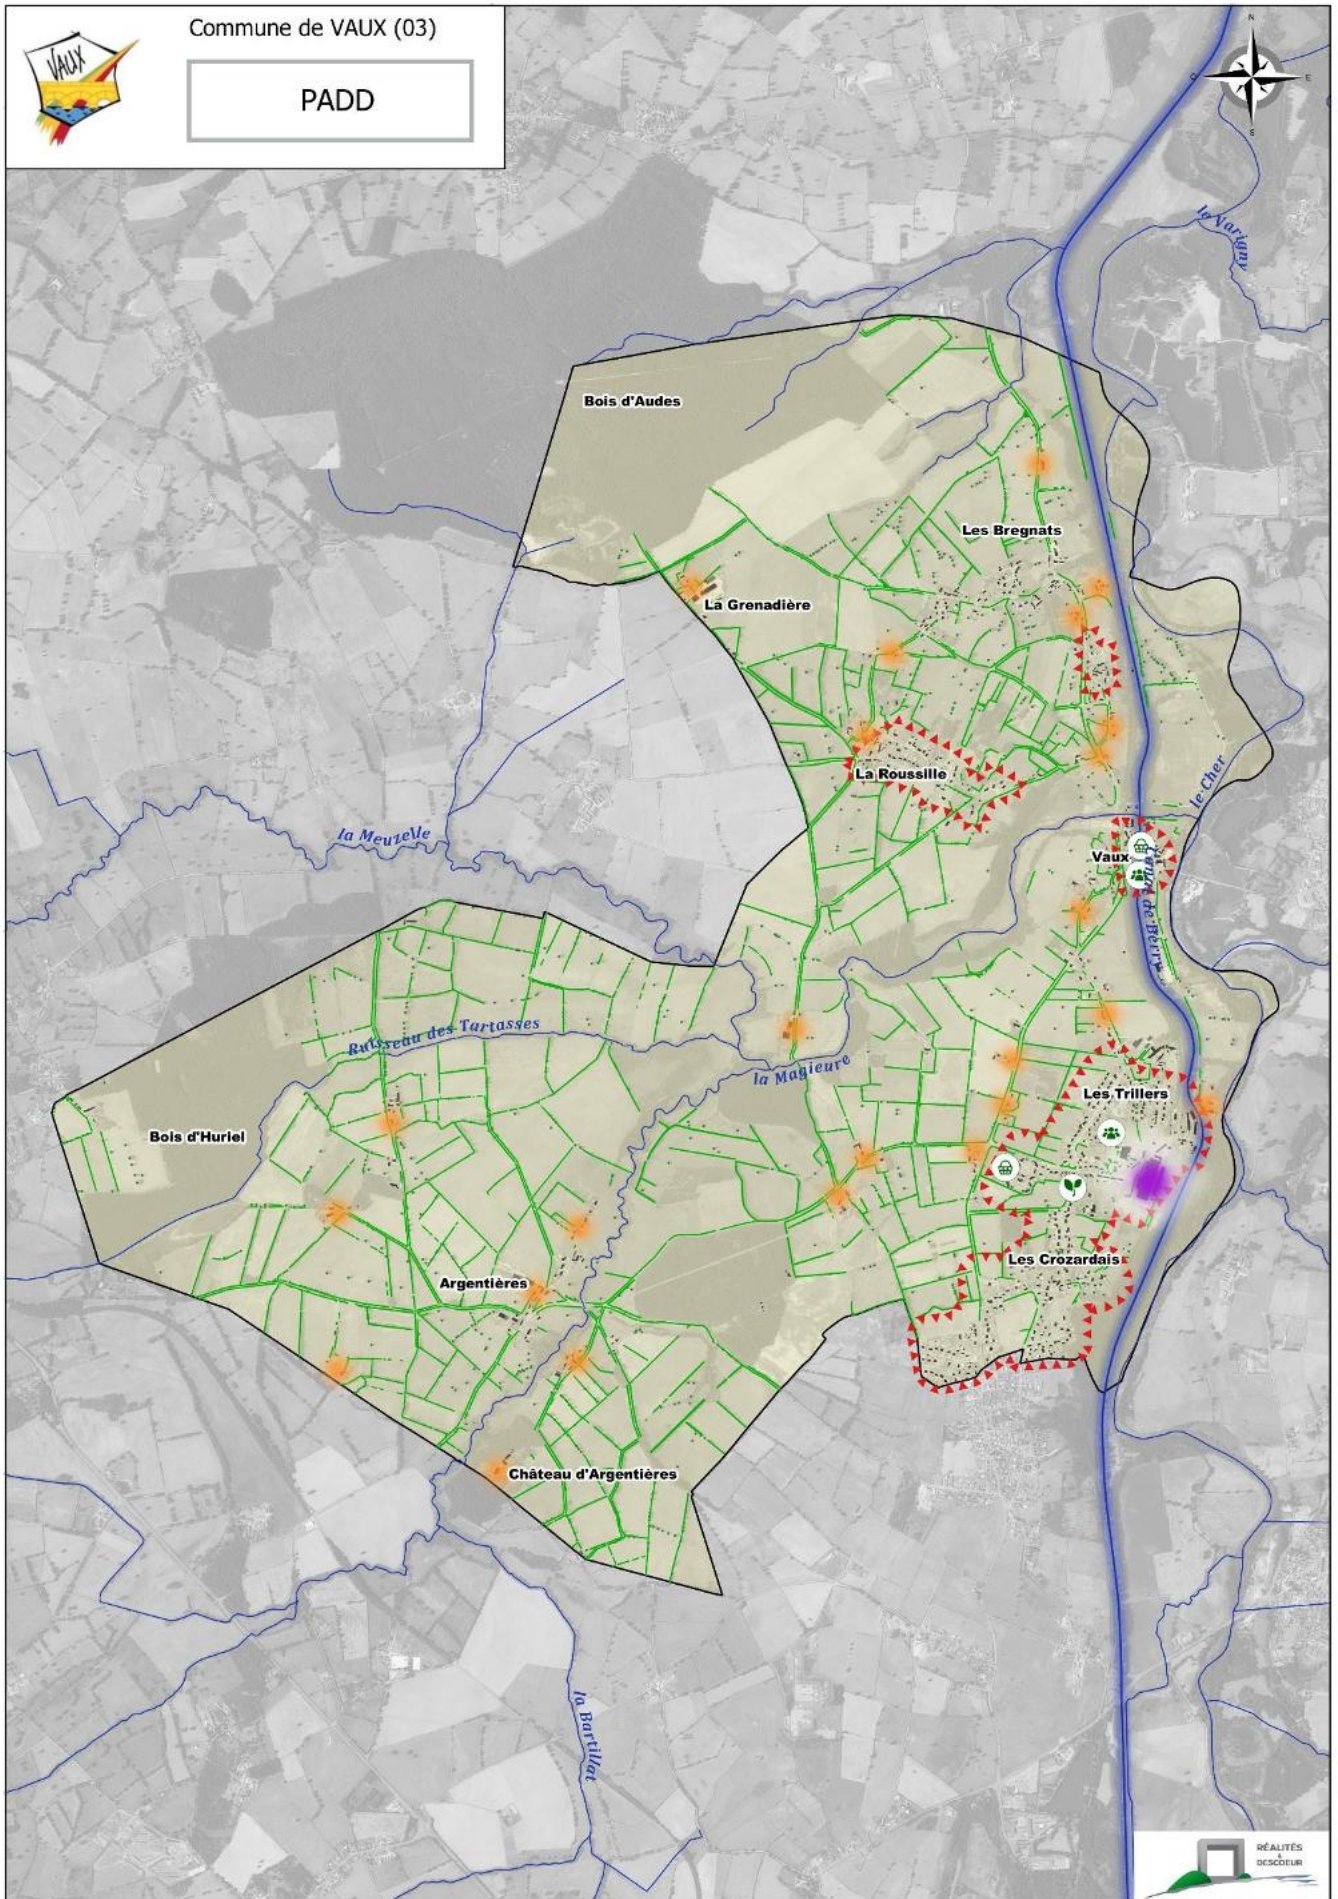 Commune de VAUX (03)
VAUX
PADD
N
O
E
S
le Varigny
Bois d'Audes
Les Bregnats
La Grenadière
La Roussille
le Cher
la Meuzelle
Vaux
Canal de Berry
Ruisseau des Tartasses
la Magieure
Les Trillers
Bois d'Huriel
Les Crozardais
Argentières
Château d'Argentières
la Bartillat
RÉALITÉS
&
DESCOEUR